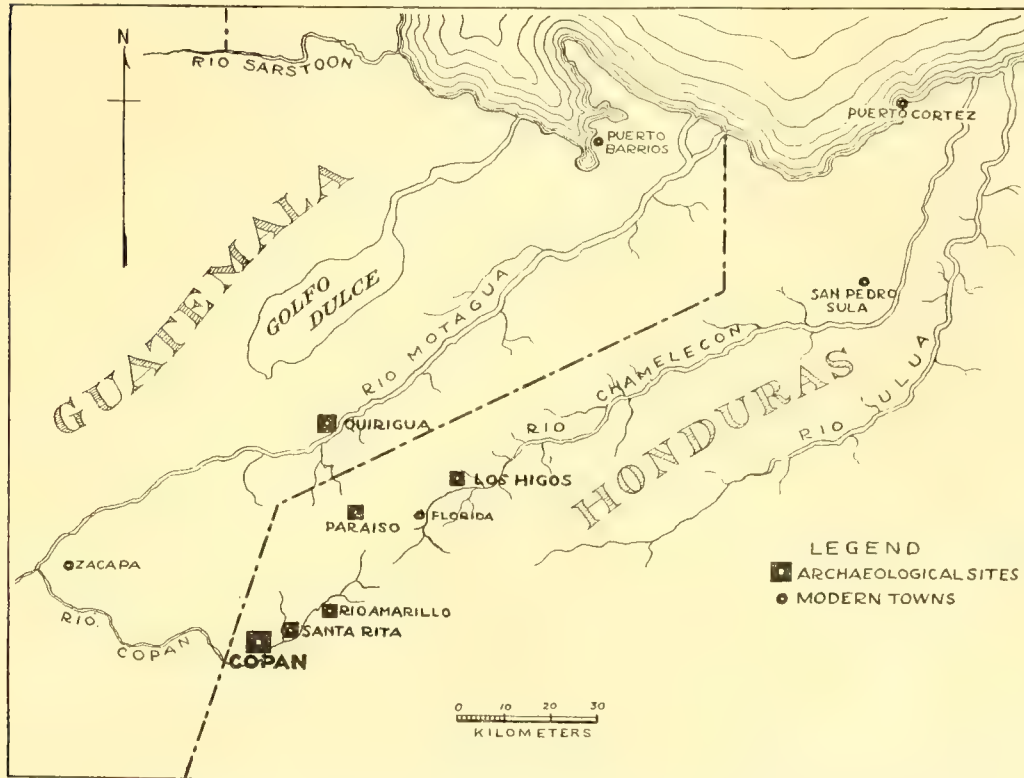 N
RIO SARSTOON
PUERTO CORTEZ
PUERTO
BARRIOS
GUATEMALA
GOLFO
DULCE
SAN PEDRO
SULA
RIO MOTAGUA
RIO CHAMELECON
HONDURAS
RIO ULUA
QUIRIGUA
LOS HIGOS
PARAISO
FLORIDA
ZACAPA
LEGEND
ARCHAEOLOGICAL SITES
MODERN TOWNS
RIO AMARILLO
RIO COPAN
SANTA RITA
COPAN
0 10 20 30
KILOMETERS